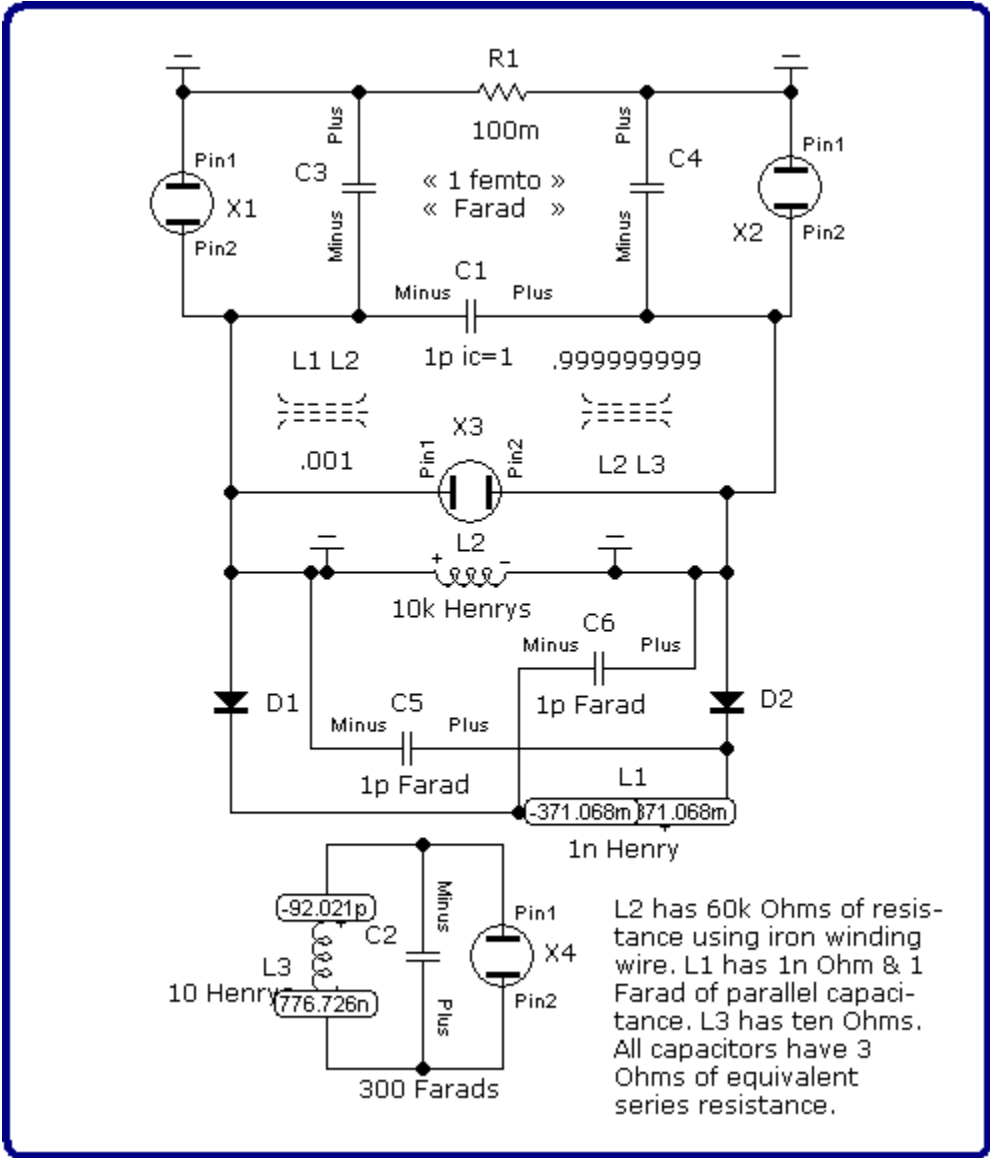 R1
100m
Plus
Plus
Pin1
Pin1
C3
C4
« 1 femto »
« Farad »
X1
X2
Minus
Minus
Pin2
Pin2
C1
Minus
Plus
1p ic=1
L1 L2
.999999999
X3
Pin1
Pin2
.001
L2 L3
L2
+
-
10k Henrys
C6
Minus
Plus
D1
D2
1p Farad
C5
Minus
Plus
1p Farad
L1
-371.068m
371.068m
1n Henry
-92.021p
Minus
C2
Pin1
X4
L3
10 Henrys
776.726n
Pin2
Plus
300 Farads
L2 has 60k Ohms of resis-
tance using iron winding
wire. L1 has 1n Ohm & 1
Farad of parallel capaci-
tance. L3 has ten Ohms.
All capacitors have 3
Ohms of equivalent
series resistance.